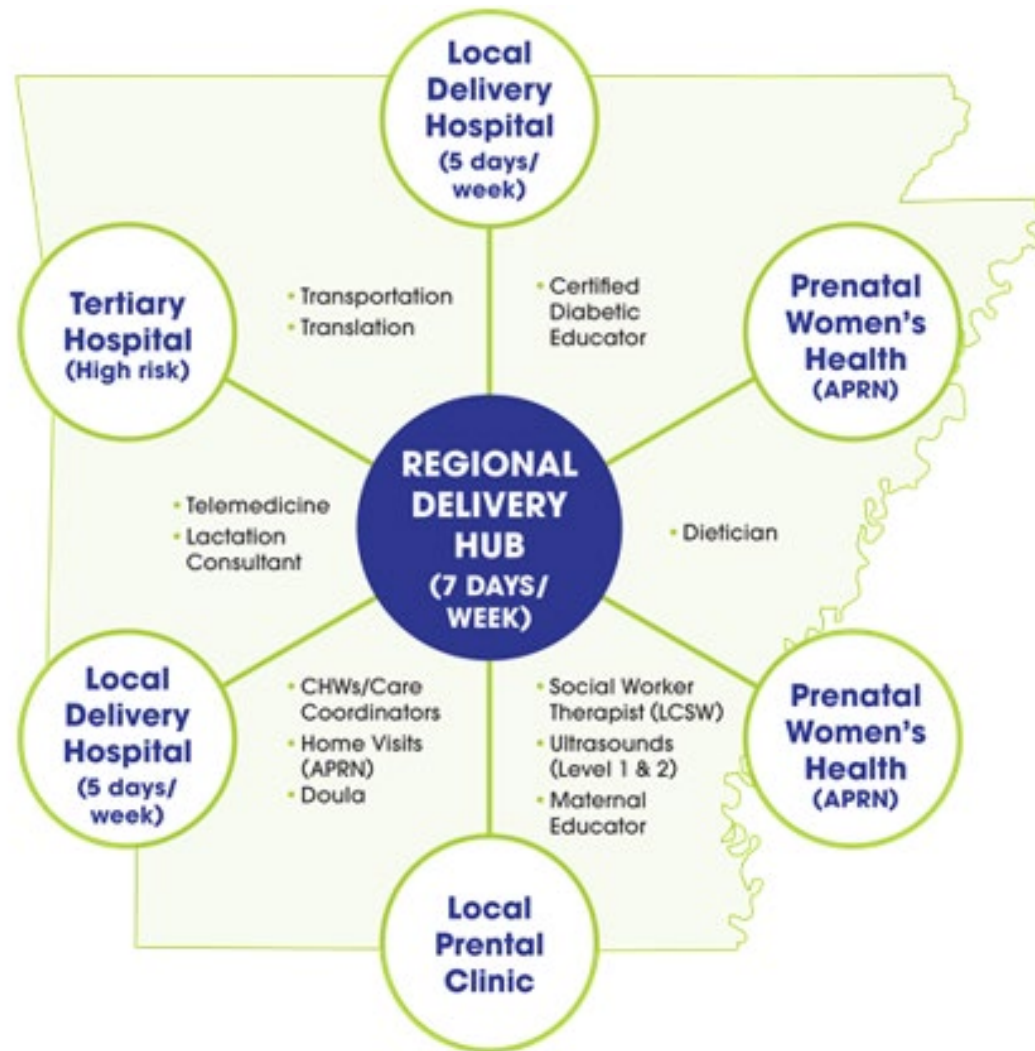 Local
Delivery
Hospital
(5 days/
week)
Tertiary
Hospital
(High risk)
• Transportation
• Translation
• Certified
Diabetic
Educator
Prenatal
Women's
Health
(APRN)
REGIONAL
DELIVERY
HUB
(7 DAYS/
WEEK)
• Telemedicine
• Lactation
Consultant
• Dietician
Local
Delivery
Hospital
(5 days/
week)
• CHWs/Care
Coordinators
• Home Visits
(APRN)
• Doula
• Social Worker
Therapist (LCSW)
• Ultrasounds
(Level 1 & 2)
• Maternal
Educator
Prenatal
Women's
Health
(APRN)
Local
Prental
Clinic